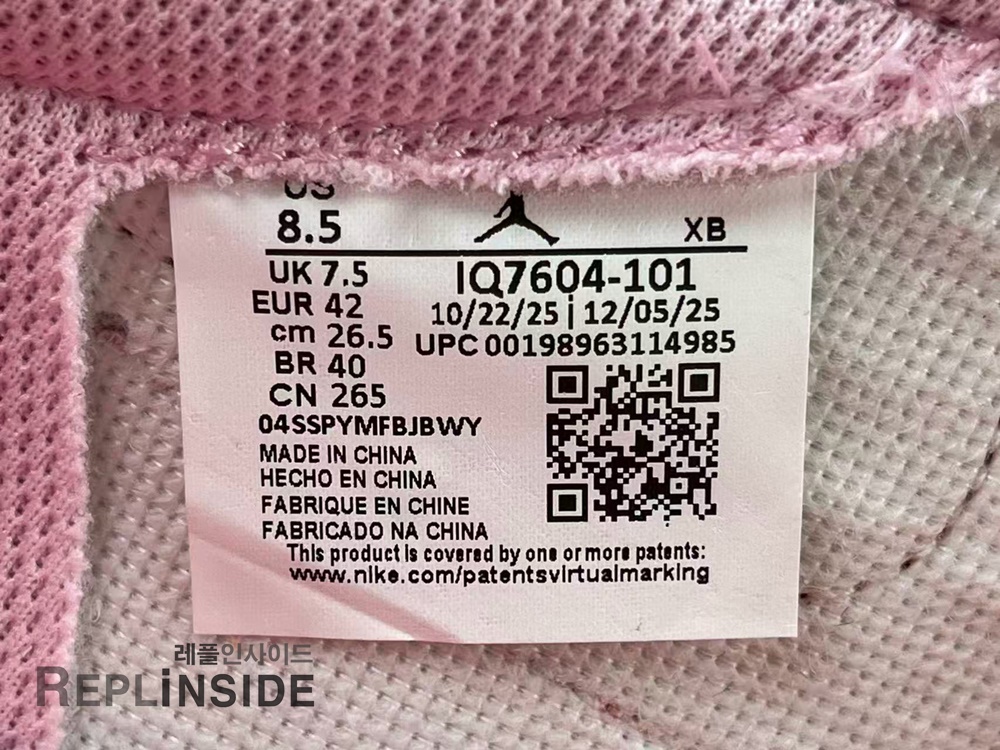 US
8.5
XB
UK 7.5
IQ7604-101
EUR 42
10/22/25 | 12/05/25
cm 26.5
UPC 00198963114985
BR 40
CN 265
04SSPYMFBJBWY
MADE IN CHINA
HECHO EN CHINA
FABRIQUE EN CHINE
FABRICADO NA CHINA
This product is covered by one or more patents:
www.nike.com/patentsvirtualmarking
레플인사이드
REPLINSIDE